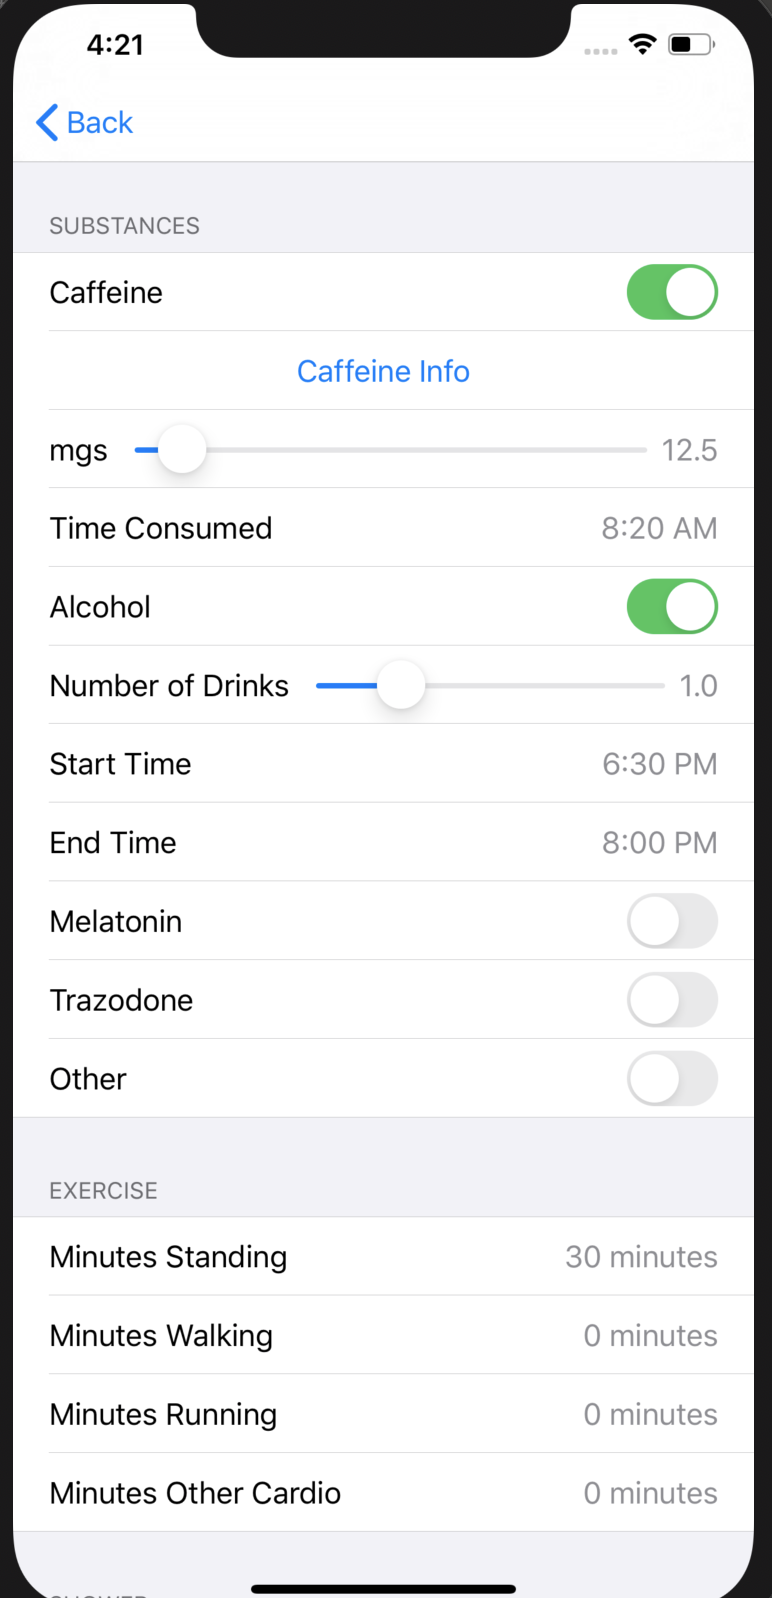 4:21
Back
SUBSTANCES
Caffeine
Caffeine Info
mgs 12.5
Time Consumed 8:20 AM
Alcohol
Number of Drinks 1.0
Start Time 6:30 PM
End Time 8:00 PM
Melatonin
Trazodone
Other
EXERCISE
Minutes Standing 30 minutes
Minutes Walking 0 minutes
Minutes Running 0 minutes
Minutes Other Cardio 0 minutes